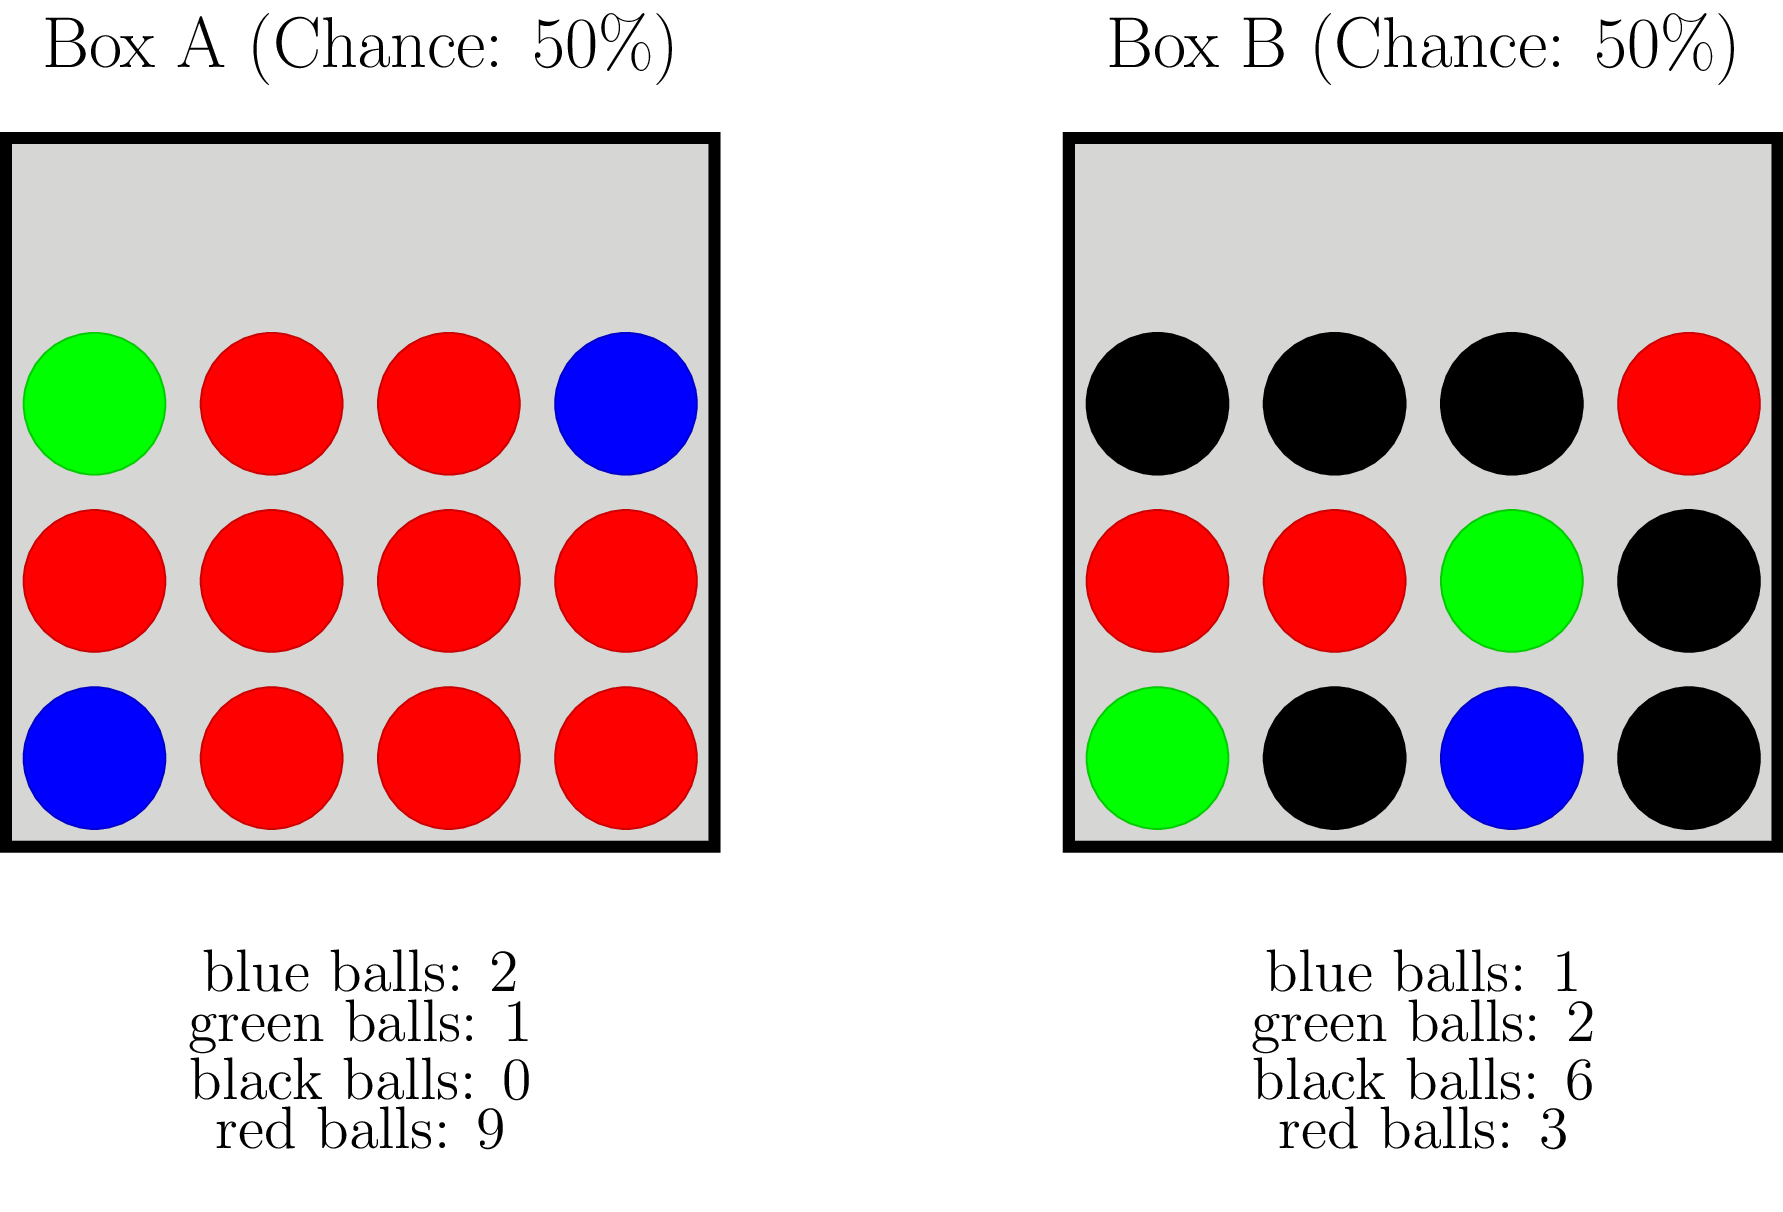 Box A (Chance: 50%)
Box B (Chance: 50%)
blue balls: 2
green balls: 1
black balls: 0
red balls: 9
blue balls: 1
green balls: 2
black balls: 6
red balls: 3